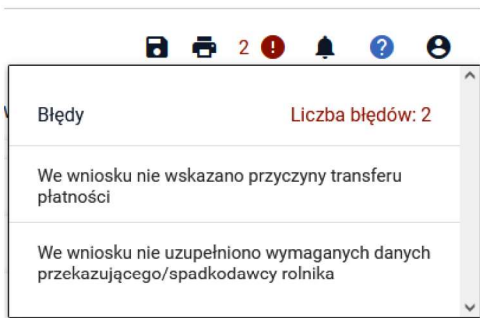 2
Błędy Liczba błędów: 2
We wniosku nie wskazano przyczyny transferu
płatności
We wniosku nie uzupełniono wymaganych danych
przekazującego/spadkodawcy rolnika